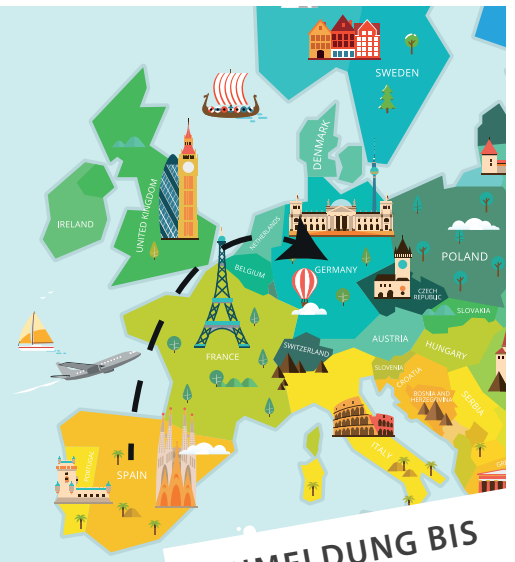 SWEDEN
DENMARK
UNITED KINGDOM
IRELAND
NETHERLANDS
POLAND
BELGIUM
GERMANY
CZECH
REPUBLIC
SLOVAKIA
AUSTRIA
HUNGARY
SWITZERLAND
FRANCE
SLOVENIA
CROATIA
BOSNIA AND
HERZEGOVINA
SERBIA
ITALY
PORTUGAL
SPAIN
NMELDUNG BIS